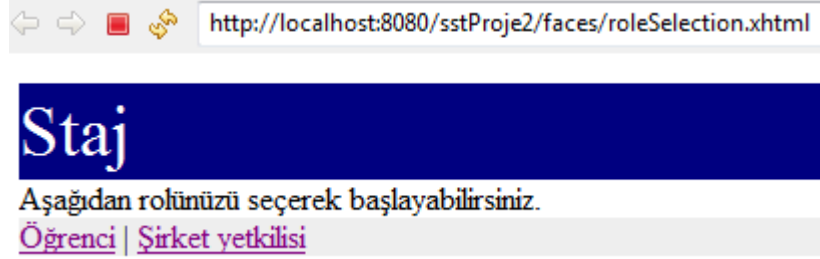 http://localhost:8080/sstProje2/faces/roleSelection.xhtml
Staj
Aşağıdan rolünüzü seçerek başlayabilirsiniz.
Öğrenci | Şirket yetkilisi